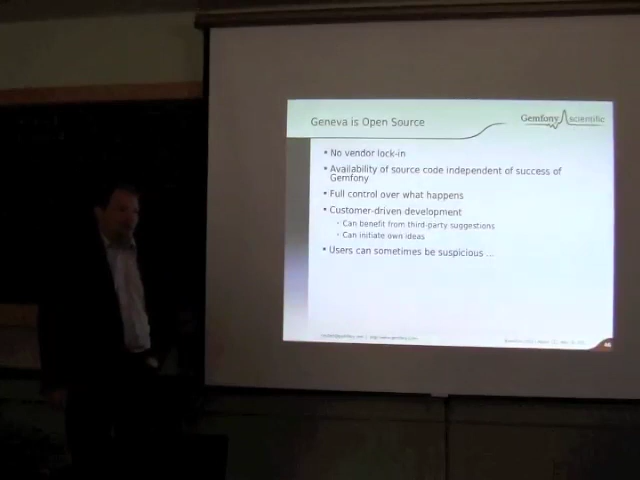 Geneva is Open Source
Gemfony scientific
• No vendor lock-in
• Availability of source code independent of success of
Gemfony
• Full control over what happens
• Customer-driven development
- Can benefit from third-party suggestions
- Can initiate own ideas
• Users can sometimes be suspicious ...